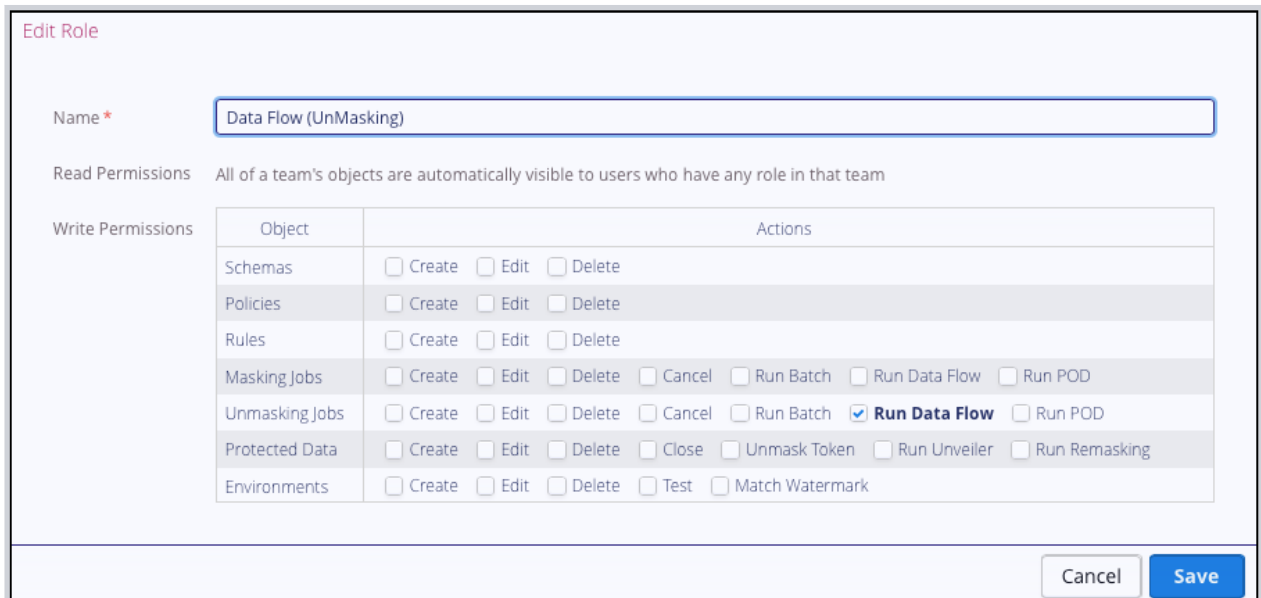 Edit Role
Name *
Data Flow (UnMasking)
Read Permissions All of a team's objects are automatically visible to users who have any role in that team
Write Permissions Object Actions
Schemas Create Edit Delete
Policies Create Edit Delete
Rules Create Edit Delete
Masking Jobs Create Edit Delete Cancel Run Batch Run Data Flow Run POD
Unmasking Jobs Create Edit Delete Cancel Run Batch Run Data Flow Run POD
Protected Data Create Edit Delete Close Unmask Token Run Unveiler Run Remasking
Environments Create Edit Delete Test Match Watermark
Cancel Save